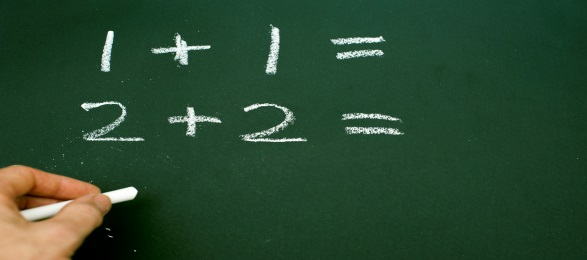 1 + 1 =
2 + 2 =